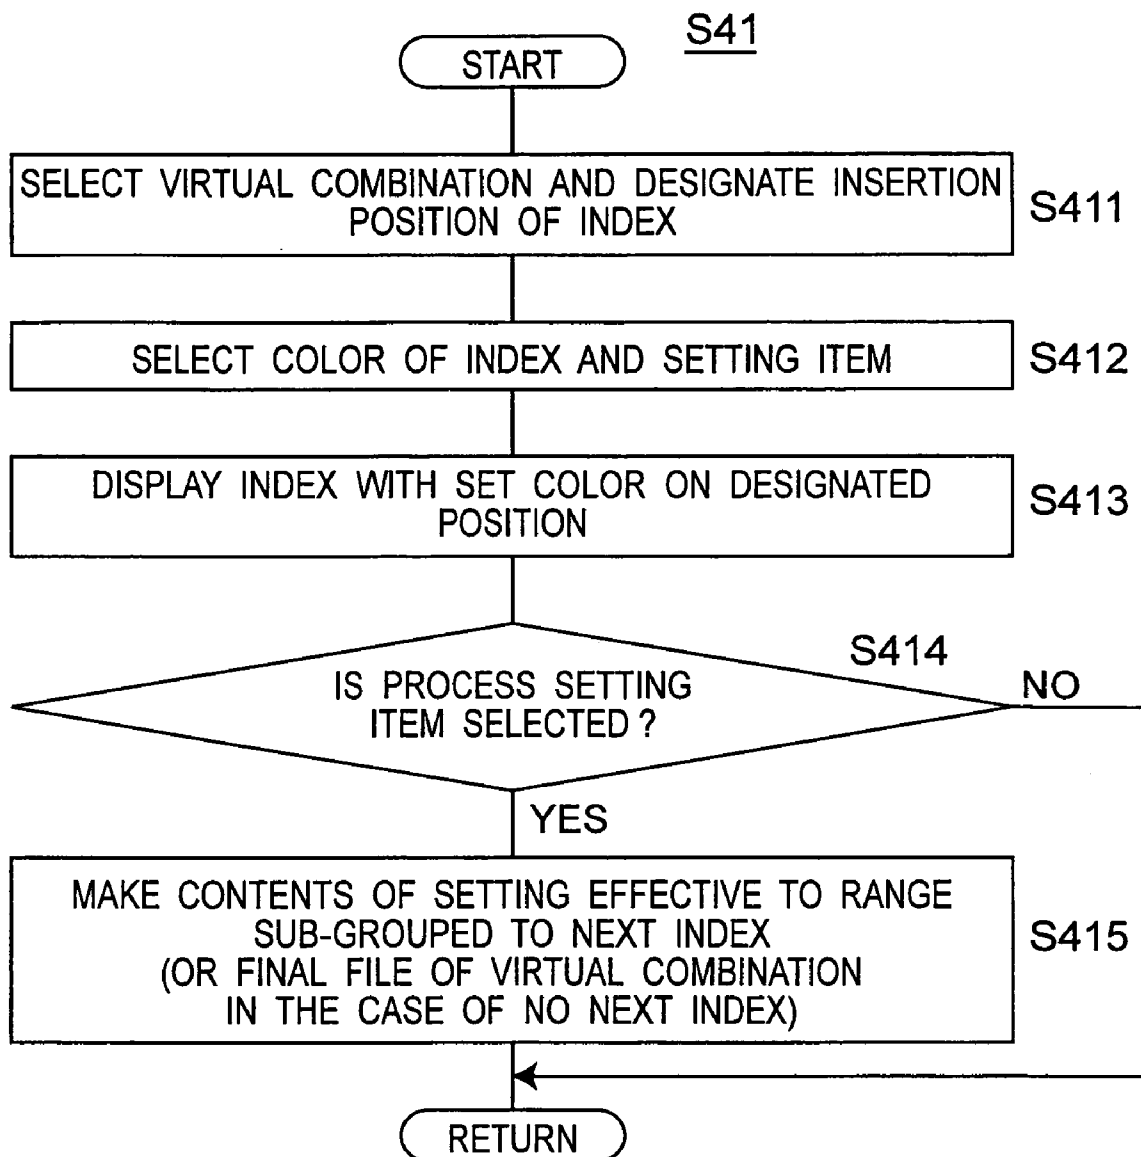 S41
START
SELECT VIRTUAL COMBINATION AND DESIGNATE INSERTION
POSITION OF INDEX
S411
SELECT COLOR OF INDEX AND SETTING ITEM
S412
DISPLAY INDEX WITH SET COLOR ON DESIGNATED
POSITION
S413
S414
IS PROCESS SETTING
ITEM SELECTED?
NO
YES
MAKE CONTENTS OF SETTING EFFECTIVE TO RANGE
SUB-GROUPED TO NEXT INDEX
(OR FINAL FILE OF VIRTUAL COMBINATION
IN THE CASE OF NO NEXT INDEX)
S415
RETURN